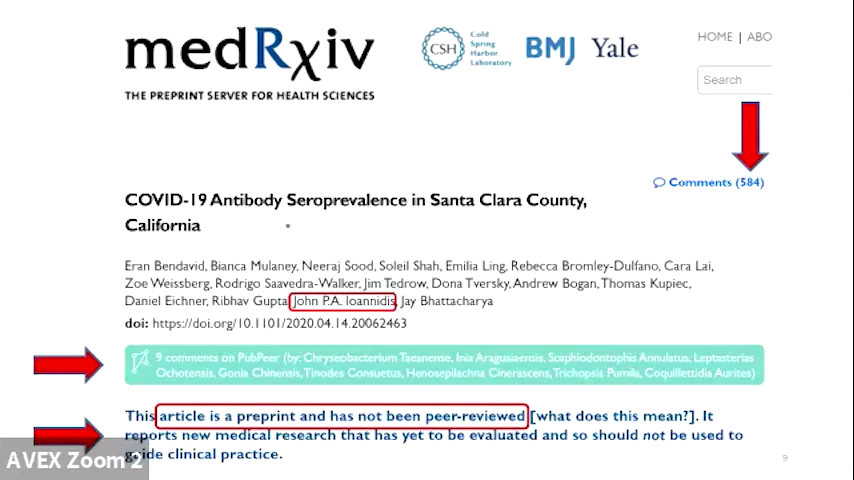 medRxiv
THE PREPRINT SERVER FOR HEALTH SCIENCES
CSH
Cold
Spring
Harbor
Laboratory
BMJ Yale
HOME | ABO
Search
Comments (584)
COVID-19 Antibody Seroprevalence in Santa Clara County,
California
Eran Bendavid, Bianca Mulaney, Neeraj Sood, Soleil Shah, Emilia Ling, Rebecca Bromley-Dulfano, Cara Lai,
Zoe Weissberg, Rodrigo Saavedra-Walker, Jim Tedrow, Dona Tversky, Andrew Bogan, Thomas Kupiec,
Daniel Eichner, Ribhav Gupta, John P.A. Ioannidis, Jay Bhattacharya
doi: https://doi.org/10.1101/2020.04.14.20062463
9 comments on PubPeer (by: Chryseobacterium Taeanense, Inia Araguaiaensis, Scaphiodontophis Annulatus, Leptasterias
Ochotensis, Gonia Chinensis, Tinodes Consuetus, Henosepilachna Cinerascens, Trichopsis Pumila, Coquillettidia Aurites)
This article is a preprint and has not been peer-reviewed [what does this mean?]. It
reports new medical research that has yet to be evaluated and so should not be used to
guide clinical practice.
AVEX Zoom 2
9